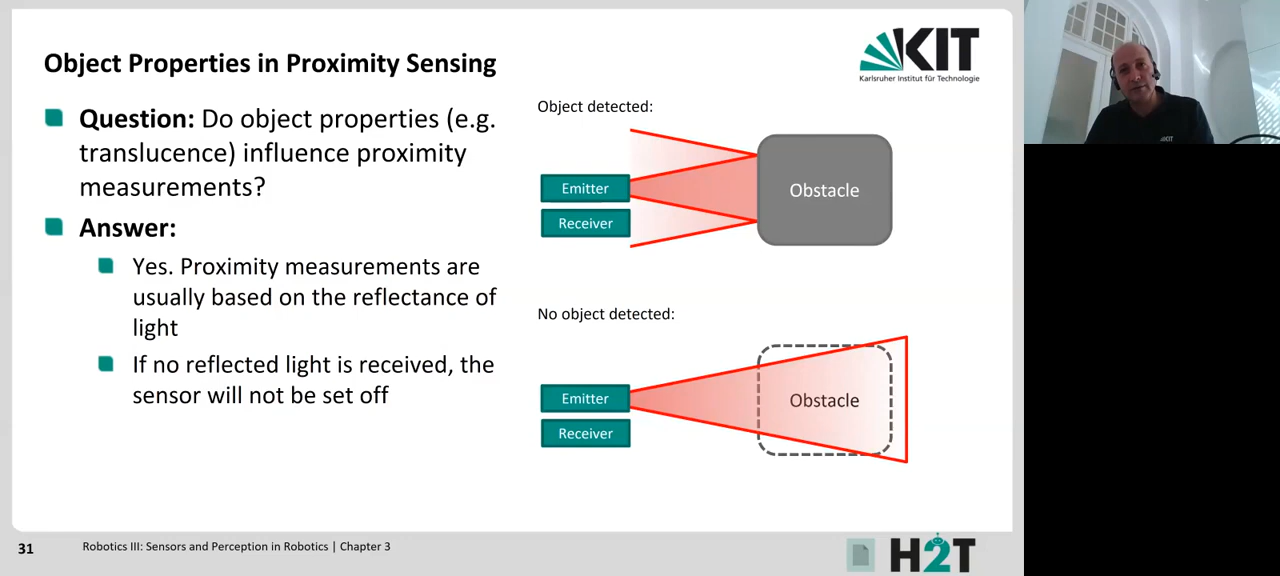 Object Properties in Proximity Sensing
KIT
Karlsruher Institut für Technologie
Question: Do object properties (e.g.
translucence) influence proximity
measurements?
Answer:
Yes. Proximity measurements are
usually based on the reflectance of
light
If no reflected light is received, the
sensor will not be set off
Object detected:
Emitter
Receiver
Obstacle
No object detected:
Emitter
Receiver
Obstacle
31
Robotics III: Sensors and Perception in Robotics | Chapter 3
H2T
KIT